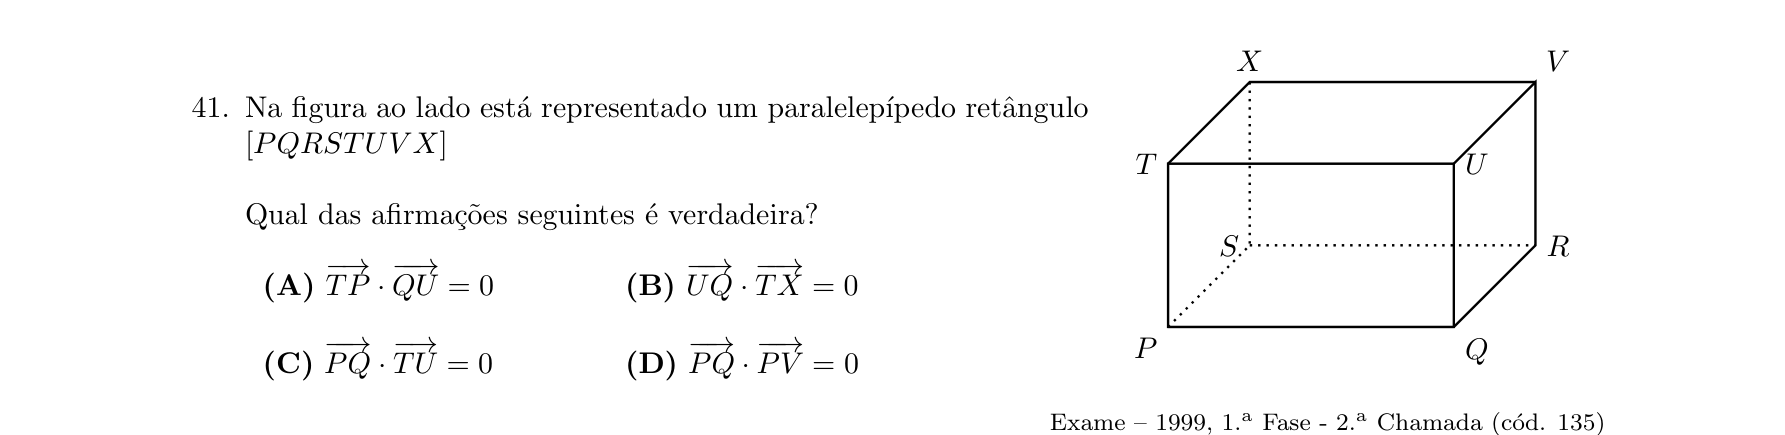 41. Na figura ao lado está representado um paralelepípedo retângulo
[PQRSTUVX]
Qual das afirmações seguintes é verdadeira?
(A) $\overrightarrow{TP} \cdot \overrightarrow{QU} = 0$ (B) $\overrightarrow{UQ} \cdot \overrightarrow{TX} = 0$
(C) $\overrightarrow{PQ} \cdot \overrightarrow{TU} = 0$ (D) $\overrightarrow{PQ} \cdot \overrightarrow{PV} = 0$
X V
T U
S R
P Q
Exame – 1999, 1.ª Fase - 2.ª Chamada (cód. 135)